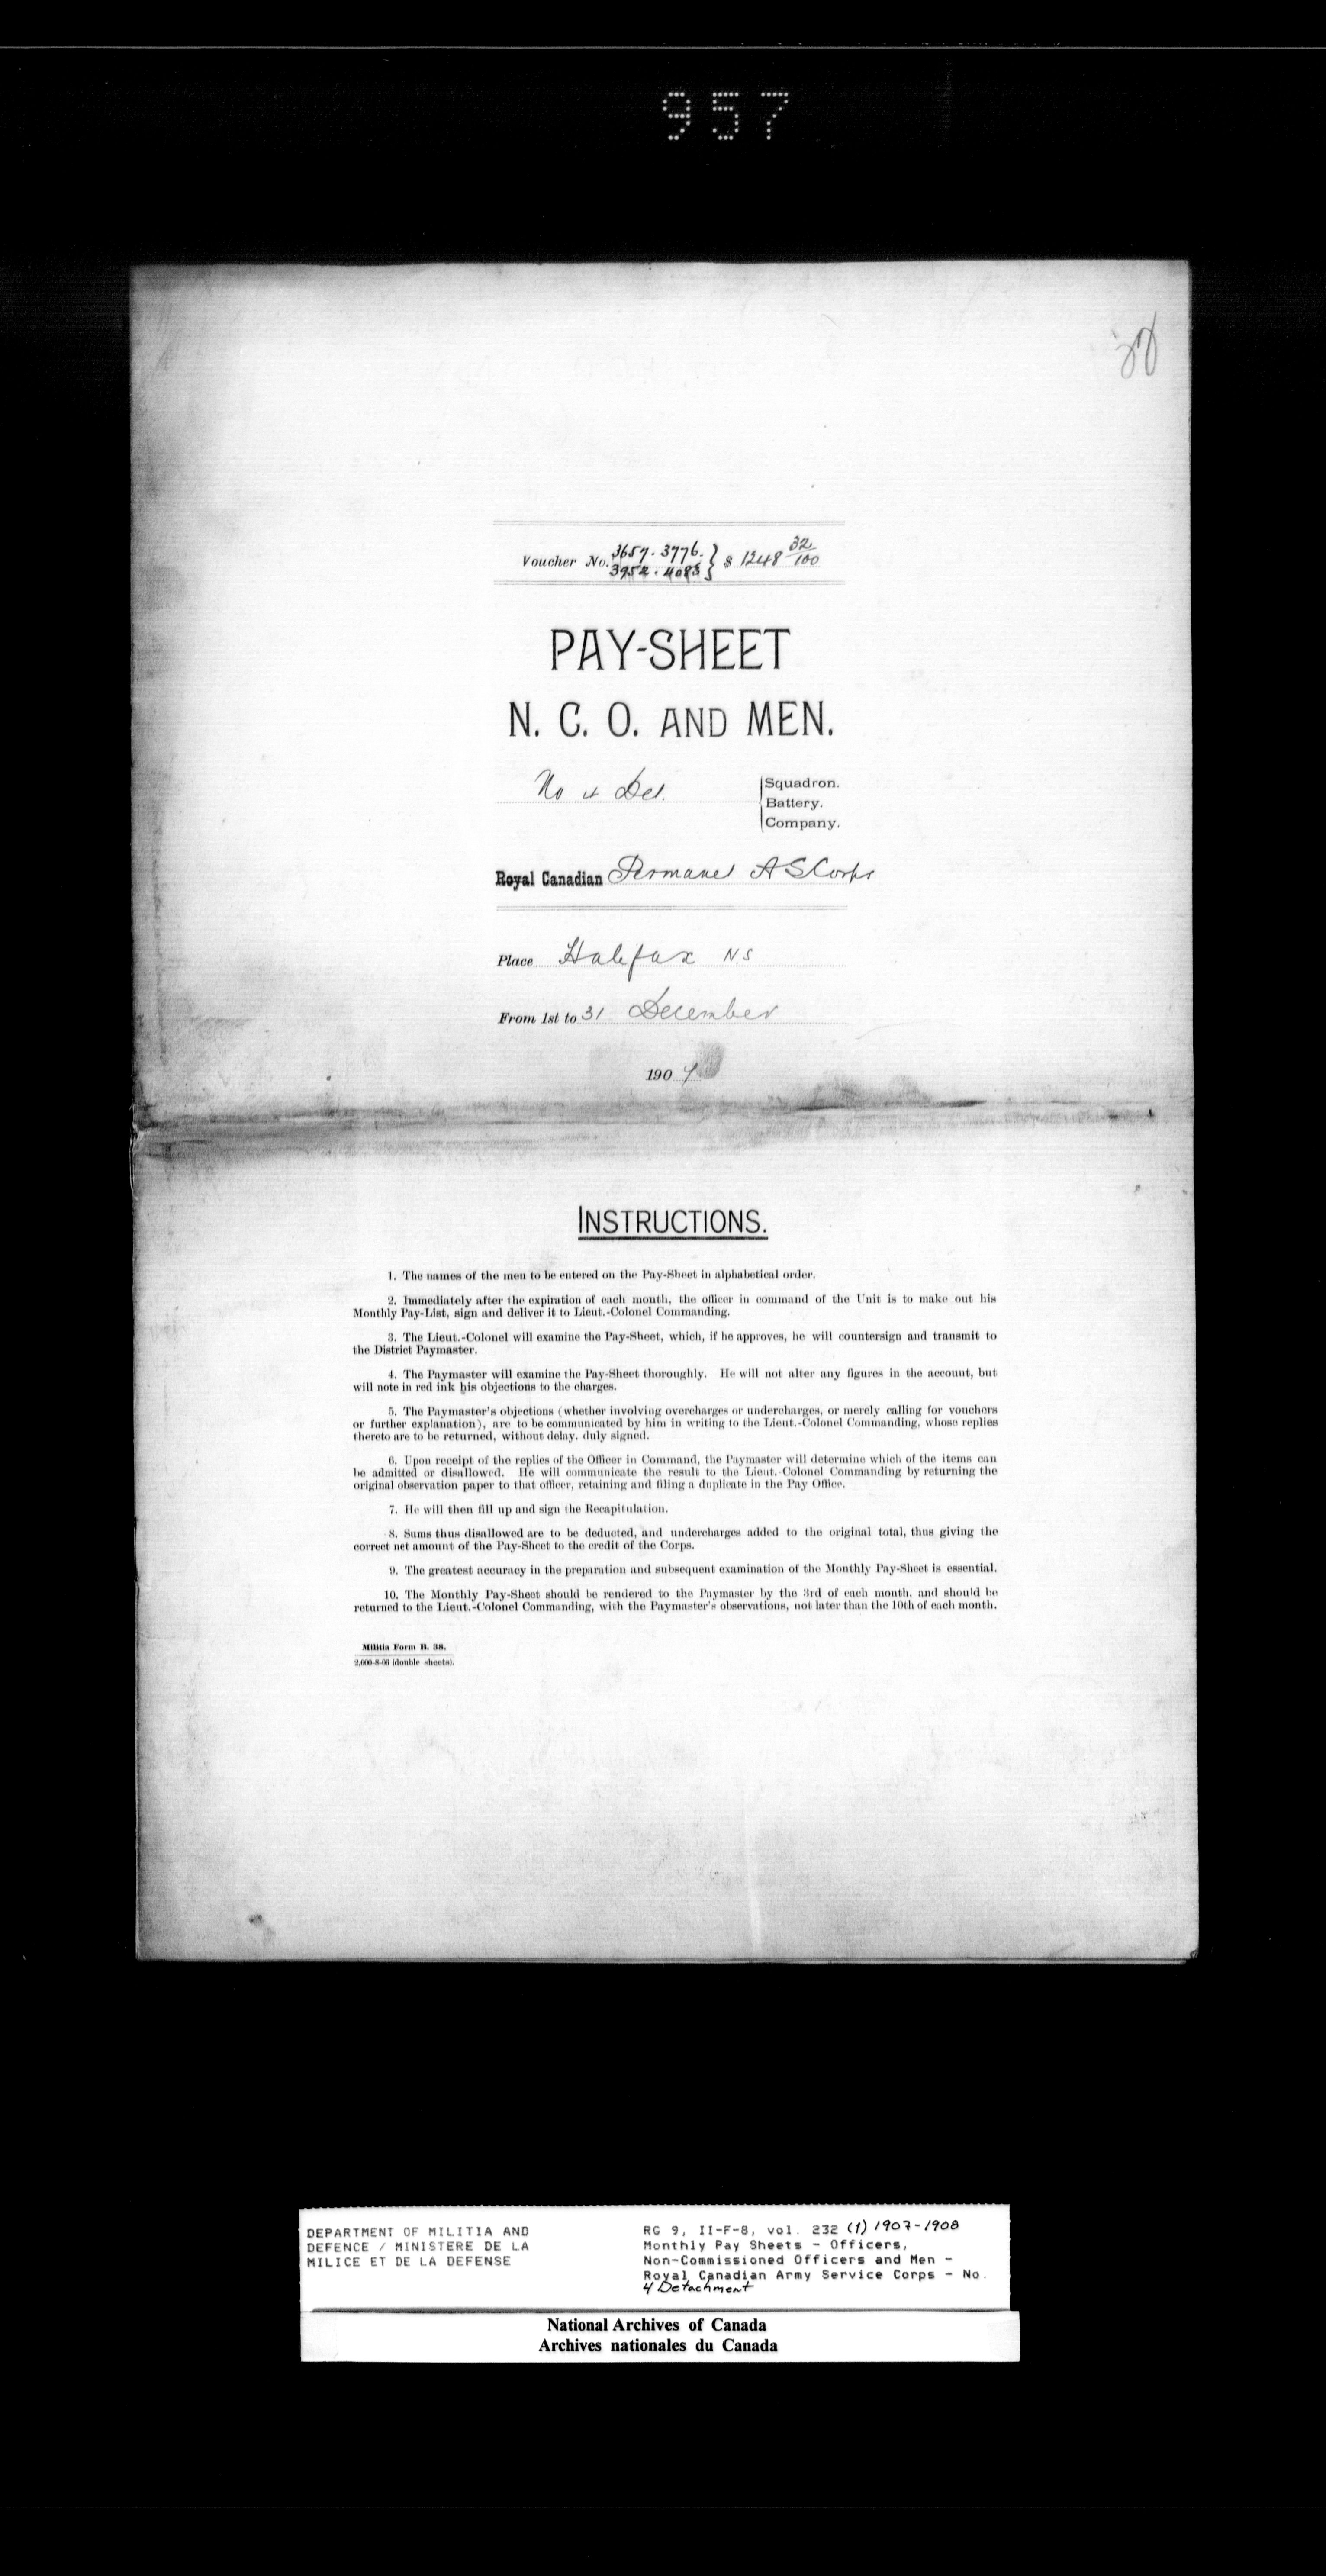 957
Voucher No. 3657 . 3776. } $ 1248 32/100
3952 . 4083
PAY-SHEET
N. C. O. AND MEN.
No 4 Det. Squadron.
Battery.
Company.
Royal Canadian Permanet A S Corps
Place Halifax NS
From 1st to 31 December
1907
INSTRUCTIONS.
1. The names of the men to be entered on the Pay-Sheet in alphabetical order.
2. Immediately after the expiration of each month, the officer in command of the Unit is to make out his
Monthly Pay-List, sign and deliver it to Lieut.-Colonel Commanding.
3. The Lieut.-Colonel will examine the Pay-Sheet, which, if he approves, he will countersign and transmit to
the District Paymaster.
4. The Paymaster will examine the Pay-Sheet thoroughly. He will not alter any figures in the account, but
will note in red ink his objections to the charges.
5. The Paymaster's objections (whether involving overcharges or undercharges, or merely calling for vouchers
or further explanation), are to be communicated by him in writing to the Lieut.-Colonel Commanding, whose replies
thereto are to be returned, without delay, duly signed.
6. Upon receipt of the replies of the Officer in Command, the Paymaster will determine which of the items can
be admitted or disallowed. He will communicate the result to the Lieut.-Colonel Commanding by returning the
original observation paper to that officer, retaining and filing a duplicate in the Pay Office.
7. He will then fill up and sign the Recapitulation.
8. Sums thus disallowed are to be deducted, and undercharges added to the original total, thus giving the
correct net amount of the Pay-Sheet to the credit of the Corps.
9. The greatest accuracy in the preparation and subsequent examination of the Monthly Pay-Sheet is essential.
10. The Monthly Pay-Sheet should be rendered to the Paymaster by the 3rd of each month, and should be
returned to the Lieut.-Colonel Commanding, with the Paymaster's observations, not later than the 10th of each month.
Militia Form B. 38.
2,000-8-06 (double sheets).
DEPARTMENT OF MILITIA AND
DEFENCE / MINISTERE DE LA
MILICE ET DE LA DEFENSE
RG 9, II-F-8, vol. 232 (1) 1907-1908
Monthly Pay Sheets - Officers,
Non-Commissioned Officers and Men -
Royal Canadian Army Service Corps - No.
4 Detachment
National Archives of Canada
Archives nationales du Canada